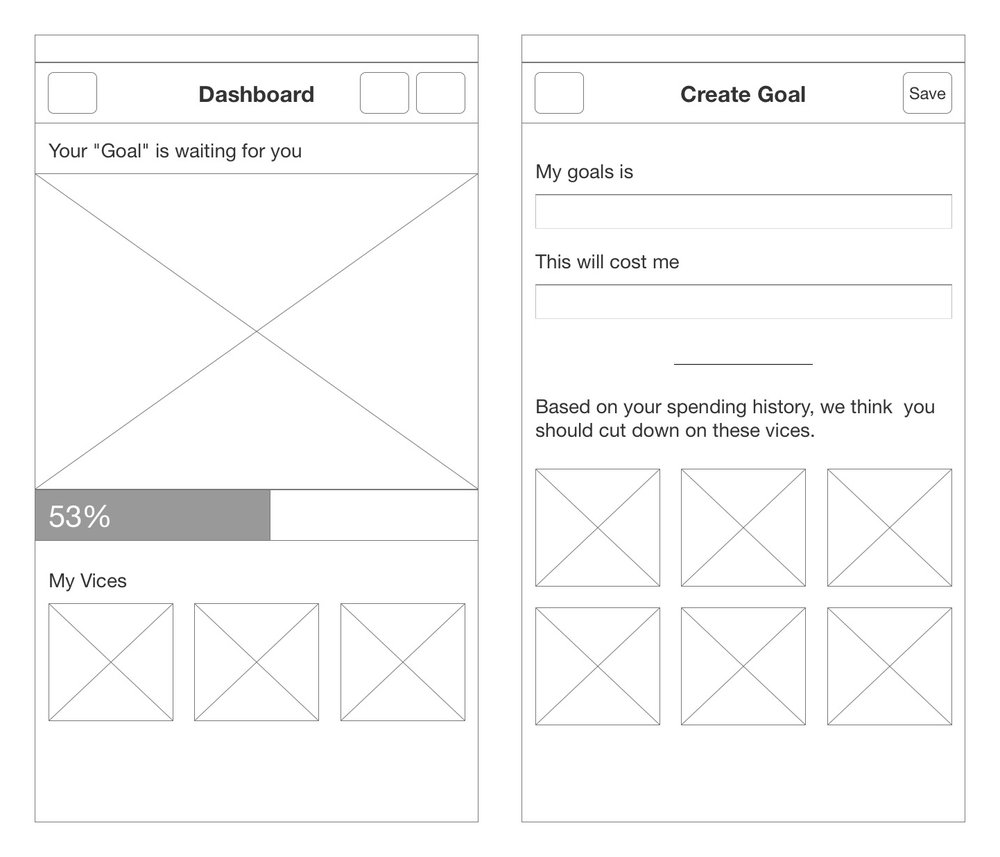 Dashboard
Your "Goal" is waiting for you
53%
My Vices
Create Goal
Save
My goals is
This will cost me
Based on your spending history, we think  you
should cut down on these vices.